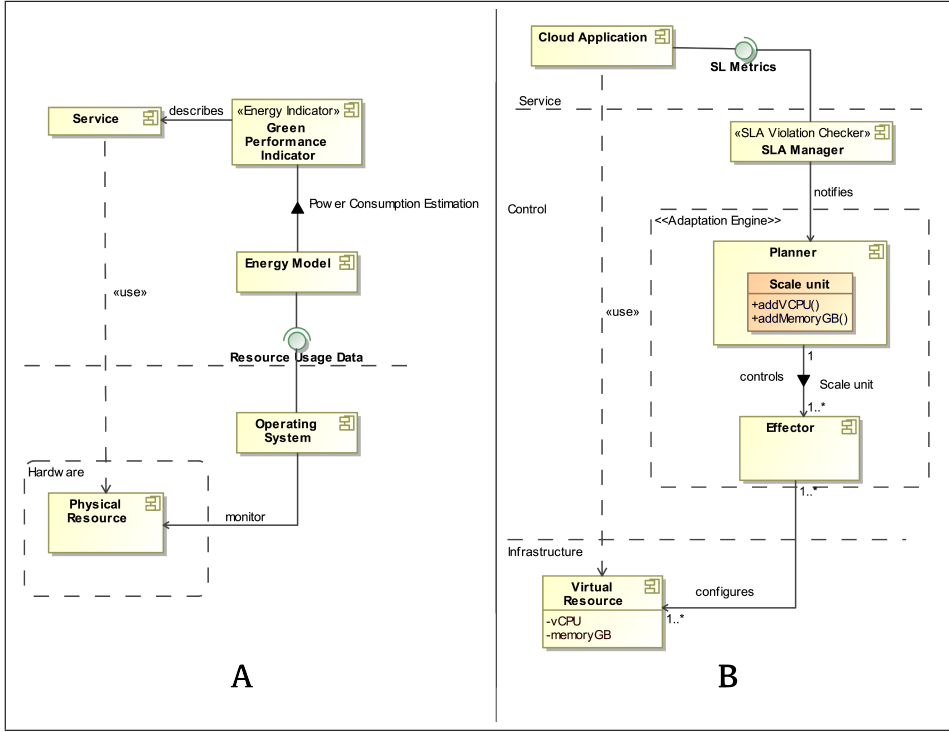 Service
describes
«Energy Indicator»
Green
Performance
Indicator
Power Consumption Estimation
Energy Model
«use»
Resource Usage Data
Operating
System
Hardware
Physical
Resource
monitor
A
Cloud Application
SL Metrics
Service
«SLA Violation Checker»
SLA Manager
notifies
Control
<<Adaptation Engine>>
Planner
Scale unit
+addVCPU()
+addMemoryGB()
«use»
1
controls
Scale unit
1..*
Effector
1..*
Infrastructure
Virtual
Resource
-vCPU
-memoryGB
configures
1..*
B